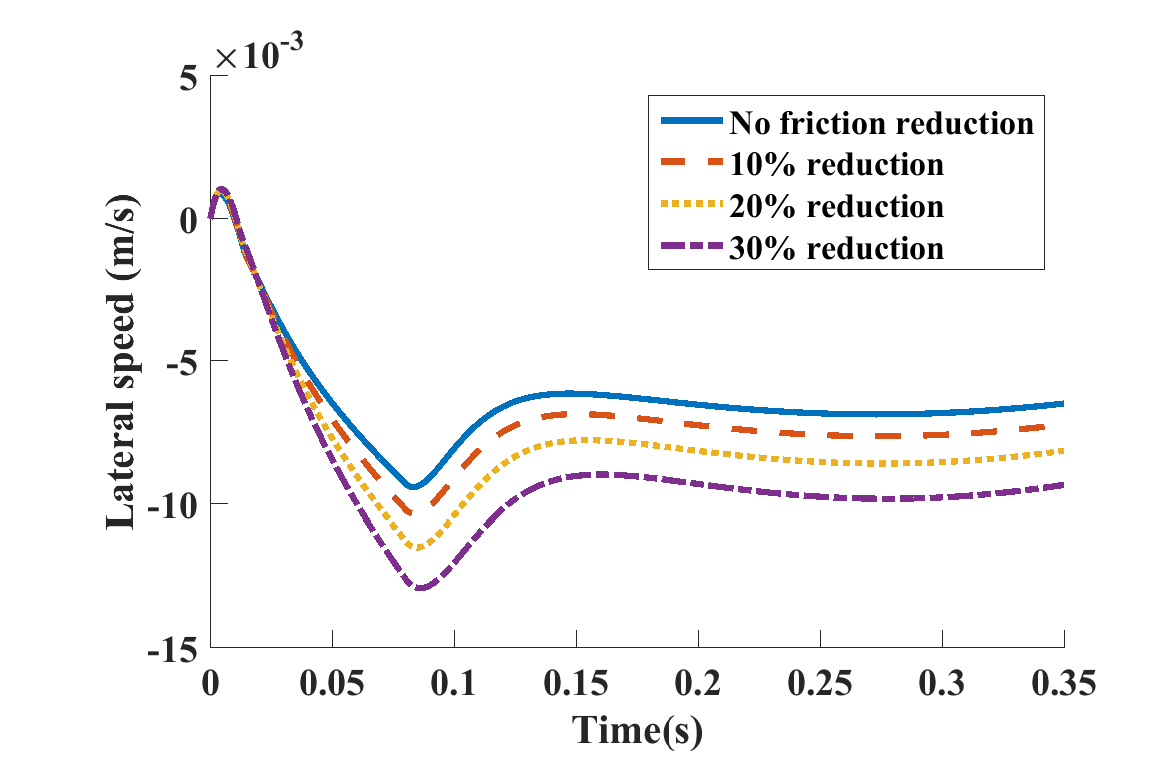 ×10-3
5
0
-5
-10
-15
Lateral speed (m/s)
No friction reduction
10% reduction
20% reduction
30% reduction
0 0.05 0.1 0.15 0.2 0.25 0.3 0.35
Time(s)